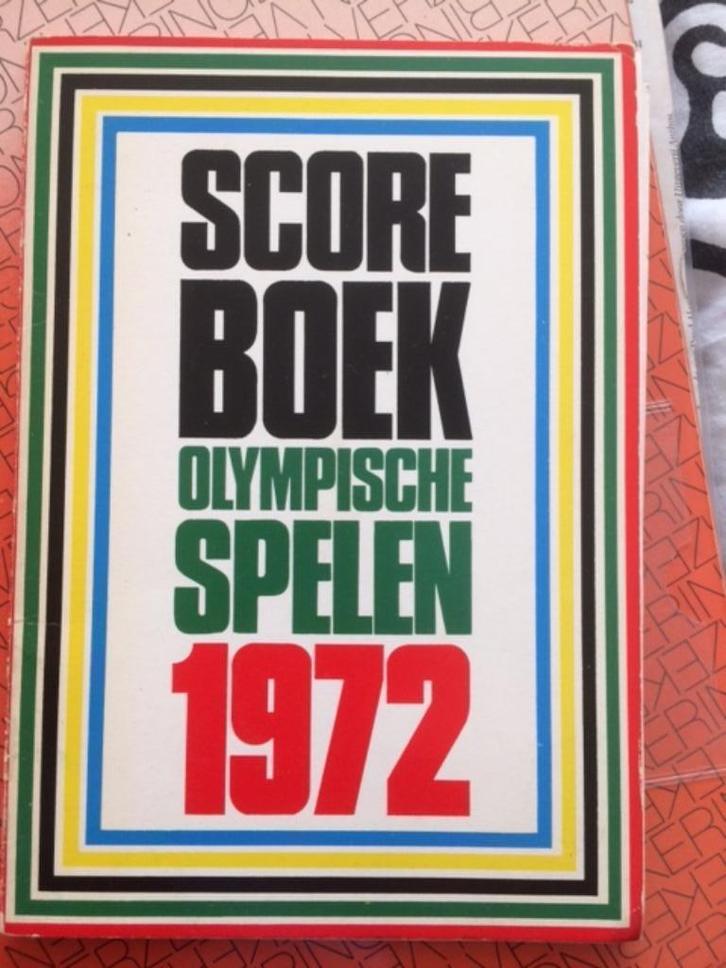 SCORE
BOEK
OLYMPISCHE
SPELEN
1972